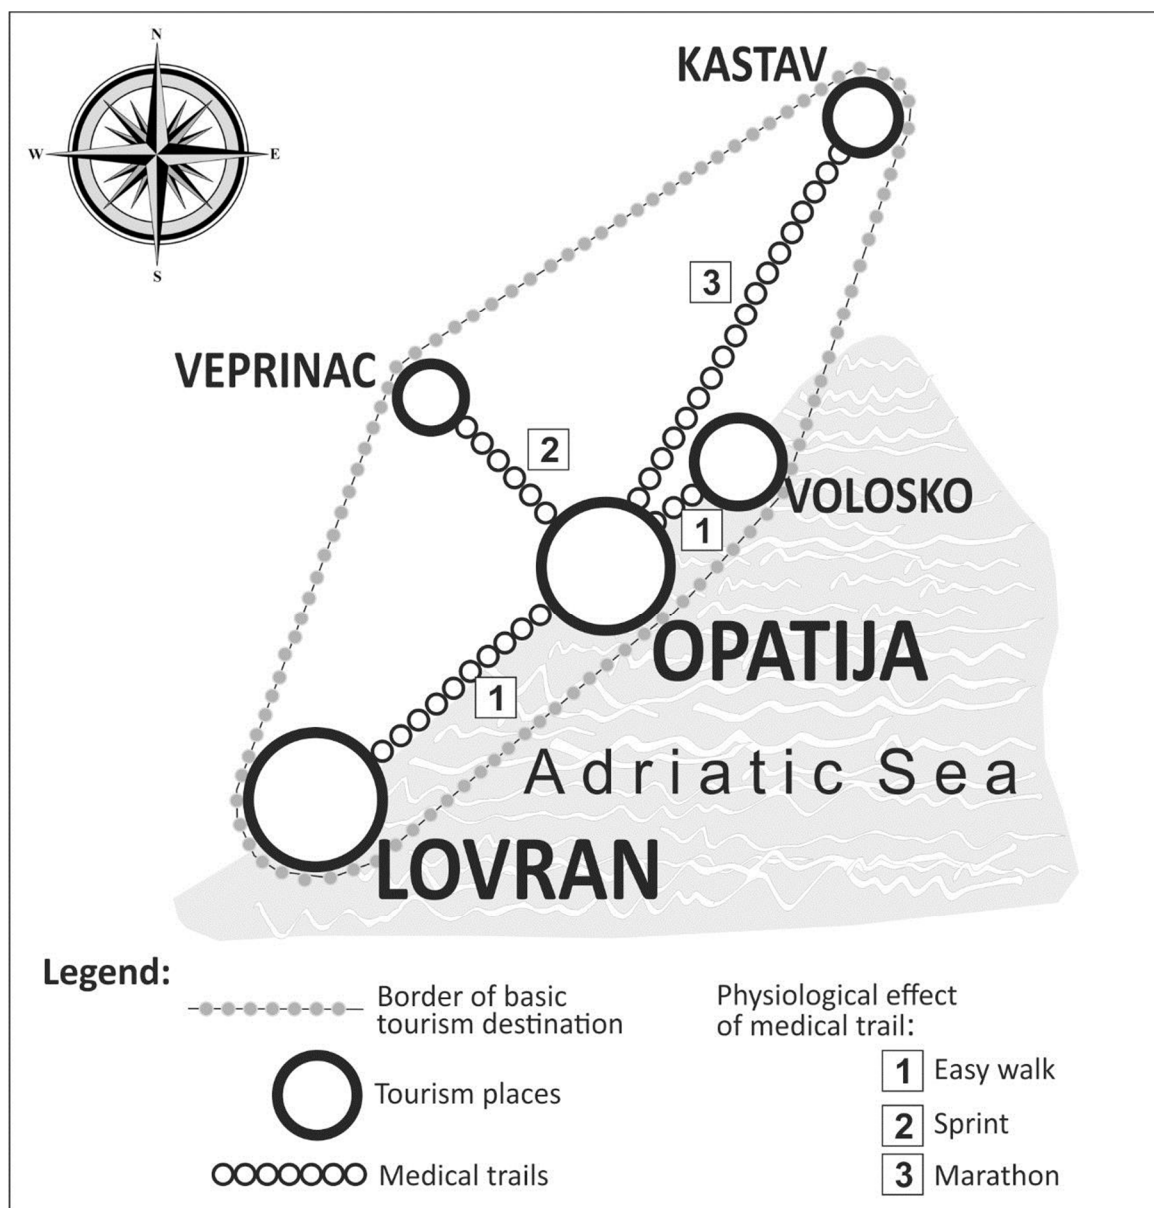 N
W
E
S
KASTAV
3
VEPRINAC
2
VOLOSKO
1
OPATIJA
1
Adriatic Sea
LOVRAN
Legend:
Border of basic
tourism destination
Tourism places
Medical trails
Physiological effect
of medical trail:
1 Easy walk
2 Sprint
3 Marathon